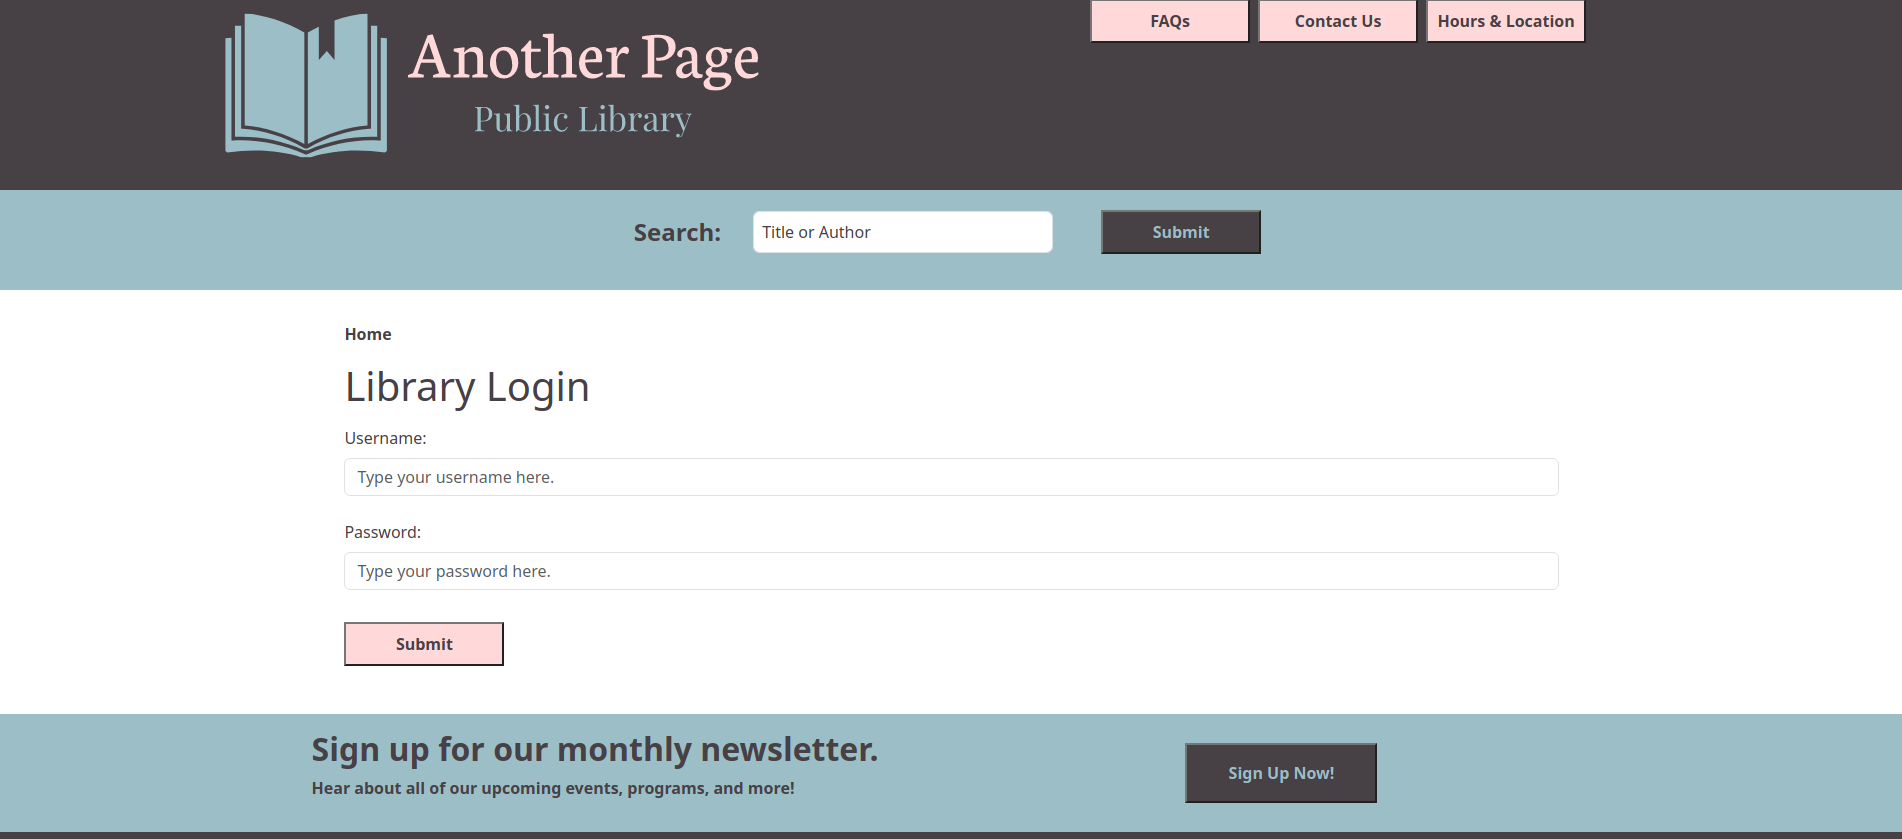 FAQs
Contact Us
Hours & Location
Another Page
Public Library
Search:
Title or Author
Submit
Home
Library Login
Username:
Type your username here.
Password:
Type your password here.
Submit
Sign up for our monthly newsletter.
Hear about all of our upcoming events, programs, and more!
Sign Up Now!